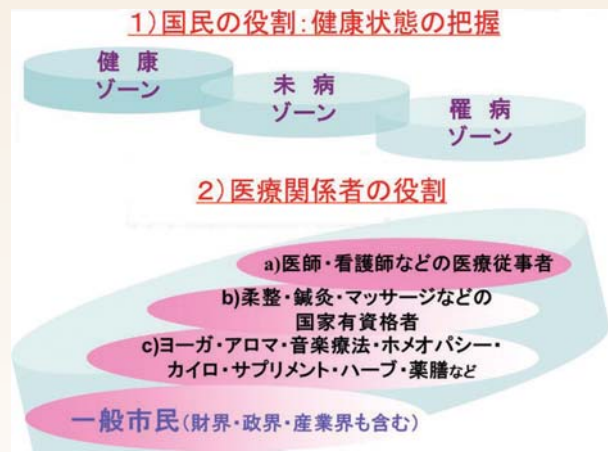 1)国民の役割:健康状態の把握
健 康
ゾーン
未 病
ゾーン
罹 病
ゾーン
2)医療関係者の役割
a)医師・看護師などの医療従事者
b)柔整・鍼灸・マッサージなどの
国家有資格者
c)ヨーガ・アロマ・音楽療法・ホメオパシー・
カイロ・サプリメント・ハーブ・薬膳など
一般市民(財界・政界・産業界も含む)